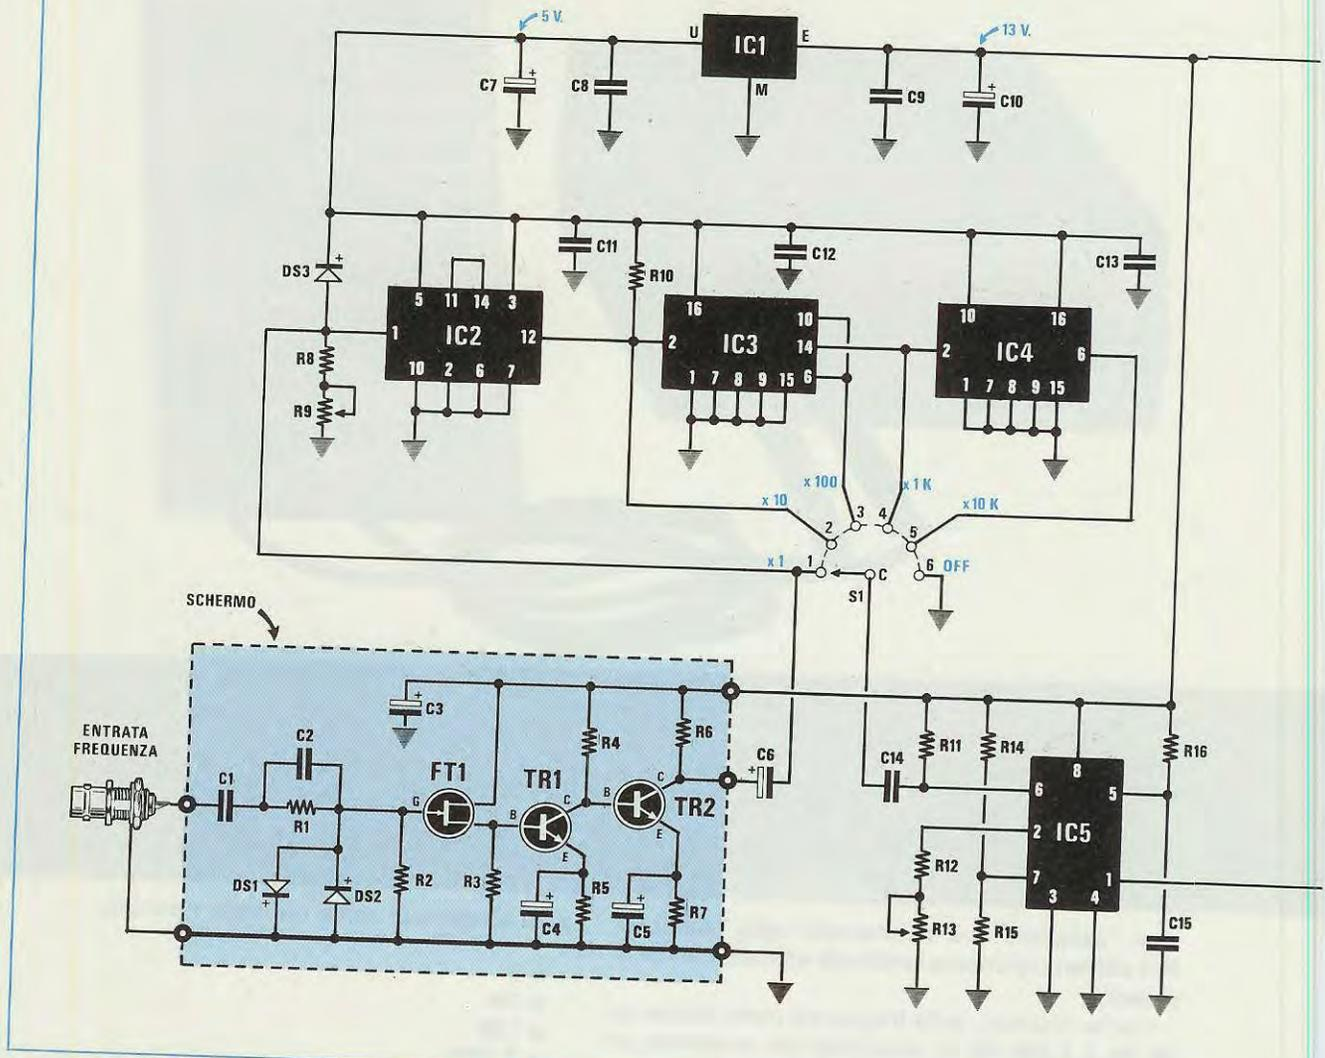 5 V.
13 V.
U
IC1
E
M
C7
+
C8
C9
+
C10
DS3
+
C11
R10
C12
C13
5
11
14
3
1
IC2
12
10
2
6
7
R8
R9
16
10
2
IC3
14
1
7
8
9
15
6
10
16
2
IC4
6
1
7
8
9
15
x 10
x 100
x 1 K
x 10 K
2
3
4
5
x 1
1
C
6
OFF
S1
SCHERMO
ENTRATA
FREQUENZA
C1
C2
R1
+
C3
FT1
G
R2
DS1
+
DS2
+
R3
TR1
B
C
E
R4
+
C4
R5
TR2
B
C
E
R6
+
C5
R7
+
C6
C14
R11
R14
R16
8
6
5
2
IC5
7
1
3
4
R12
R13
R15
C15